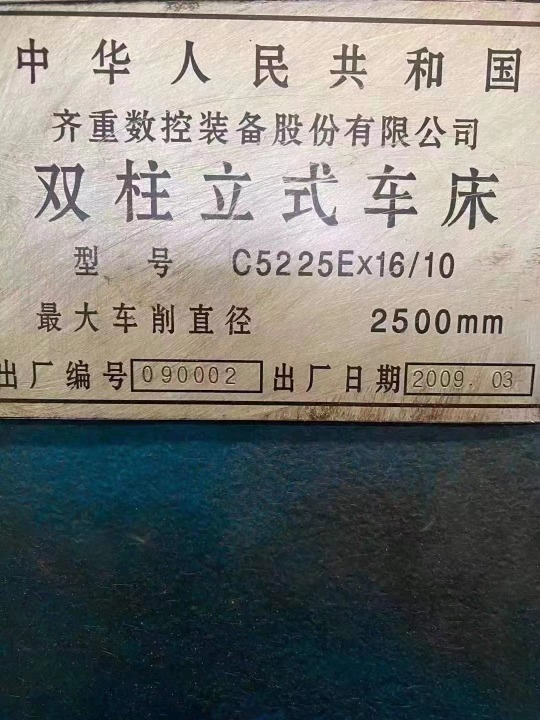 中华人民共和国
齐重数控装备股份有限公司
双柱立式车床
型号 C5225Ex16/10
最大车削直径 2500mm
出厂编号 090002 出厂日期 2009.03